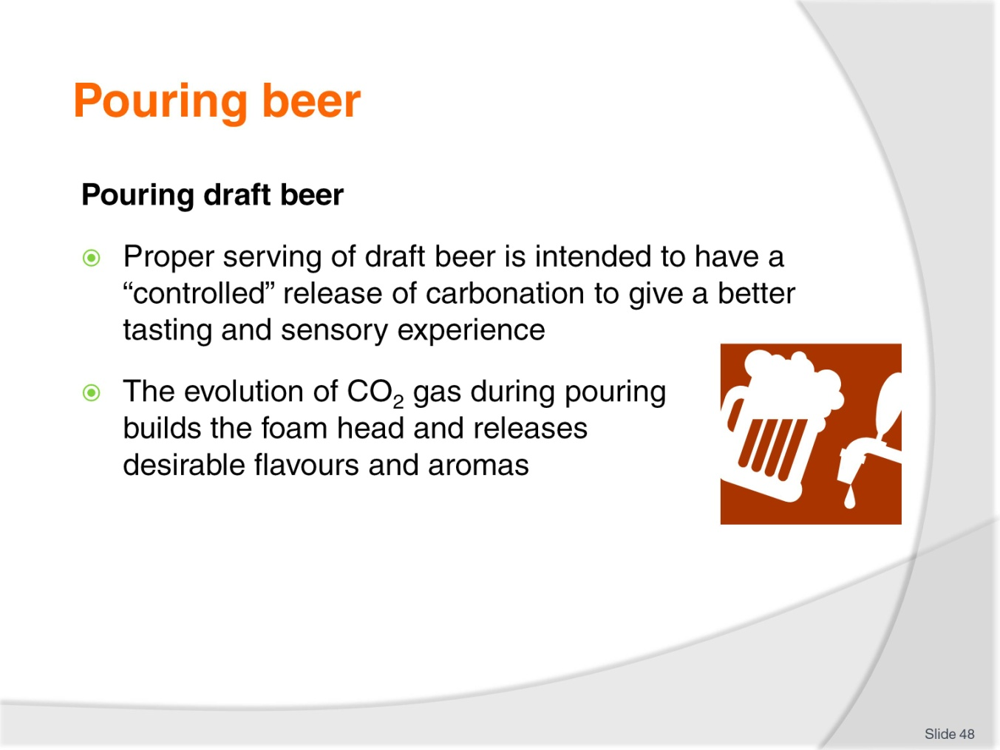 Pouring beer
Pouring draft beer
Proper serving of draft beer is intended to have a
“controlled” release of carbonation to give a better
tasting and sensory experience
The evolution of CO₂ gas during pouring
builds the foam head and releases
desirable flavours and aromas
Slide 48